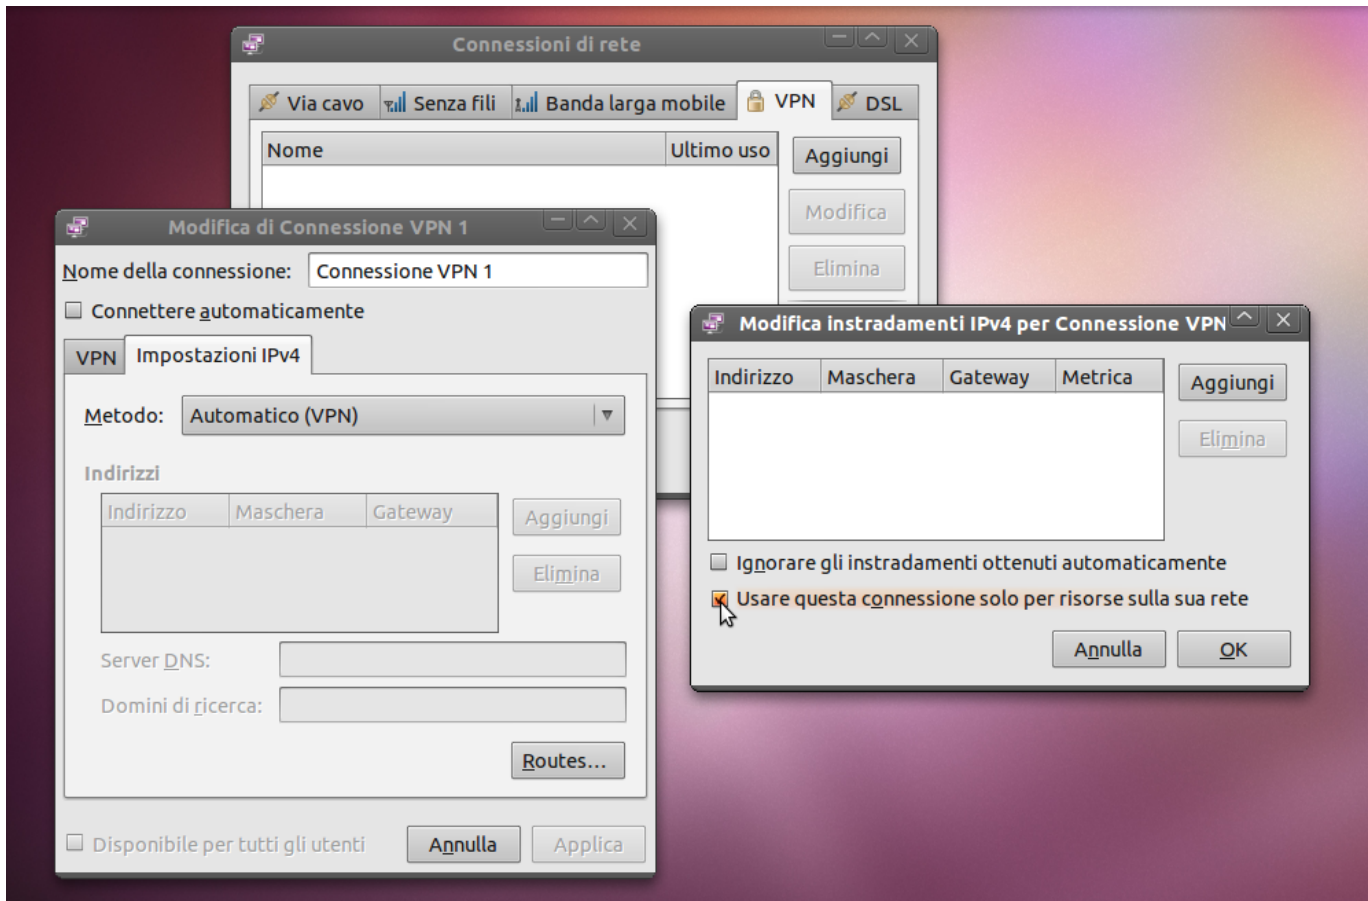 Connessioni di rete
Via cavo Senza fili Banda larga mobile VPN DSL
Nome Ultimo uso
Aggiungi
Modifica
Elimina
Modifica di Connessione VPN 1
Nome della connessione: Connessione VPN 1
Connettere automaticamente
VPN Impostazioni IPv4
Metodo: Automatico (VPN)
Indirizzi
Indirizzo Maschera Gateway
Aggiungi
Elimina
Server DNS:
Domini di ricerca:
Routes...
Disponibile per tutti gli utenti Annulla Applica
Modifica instradamenti IPv4 per Connessione VPN
Indirizzo Maschera Gateway Metrica
Aggiungi
Elimina
Ignorare gli instradamenti ottenuti automaticamente
Usare questa connessione solo per risorse sulla sua rete
Annulla OK